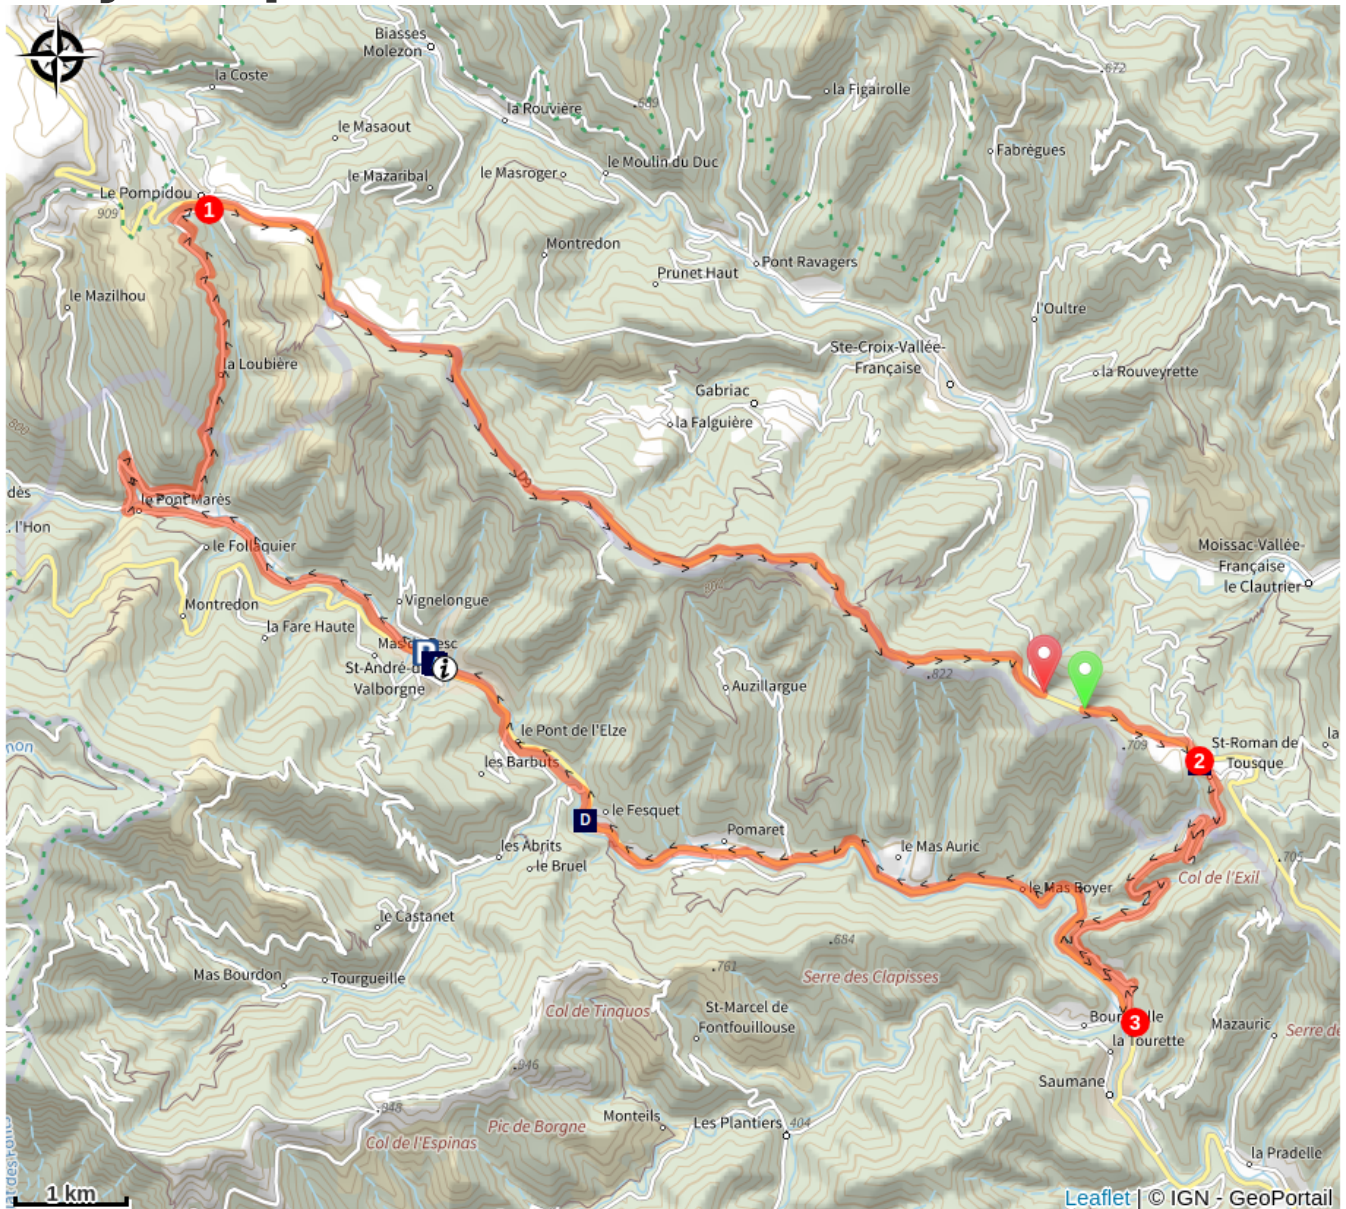 Biasses
Molezon
la Coste
.672
la Figairolle
.589
la Rouvière
le Masaout
Fabrègues
le Moulin du Duc
le Mazaribal
le Masroger
Le Pompidou
1
909
Montredon
Pont Ravagers
Prunet Haut
le Mazilhou
l'Oultre
Ste-Croix-Vallée-
Française
la Loubière
la Rouveyrette
Gabriac
la Falguière
800
D9
dès
le Pont Marès
l'Hon
le Follaquier
Moissac-Vallée-
Française
le Clautrier
Vignelongue
Montredon
la Fare Haute
St-André-d
Valborgne
i
Auzillargue
.822
le Pont de l'Elze
.709
St-Roman de
Tousque
2
la
mon
les Barbuts
D
le Fesquet
Pomaret
le Mas Auric
les Abrits
le Bruel
.705
Col de l'Exil
le Mas Boyer
le Castanet
.684
Mas Bourdon
Tourgueille
.761
Serre des Clapisses
Col de Tinquos
St-Marcel de
Fontfouillouse
3
la Tourette
Mazauric
Serre de
.946
Saumane
.948
Col de l'Espinas
Pic de Borgne
Monteils
Les Plantiers
404
la Pradelle
1 km
Leaflet | © IGN - GeoPortail